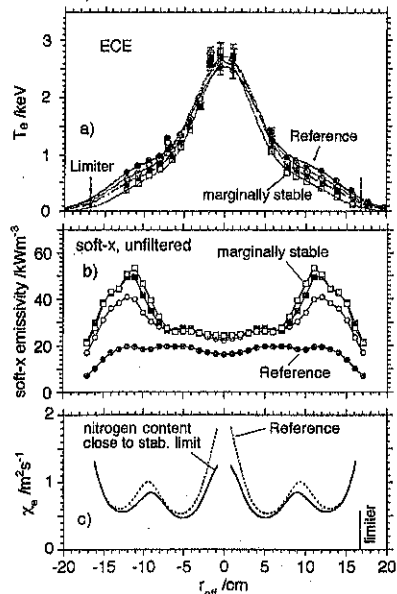 3
2
1
0
T_e /keV
ECE
a)
Limiter
Reference
marginally stable
60
40
20
0
soft-x emissivity /kWm⁻³
soft-x, unfiltered
b)
marginally stable
Reference
2
1
0
χ_e /m²s⁻¹
nitrogen content
close to stab. limit
Reference
c)
limiter
-20 -15 -10 -5 0 5 10 15 20
r_eff /cm